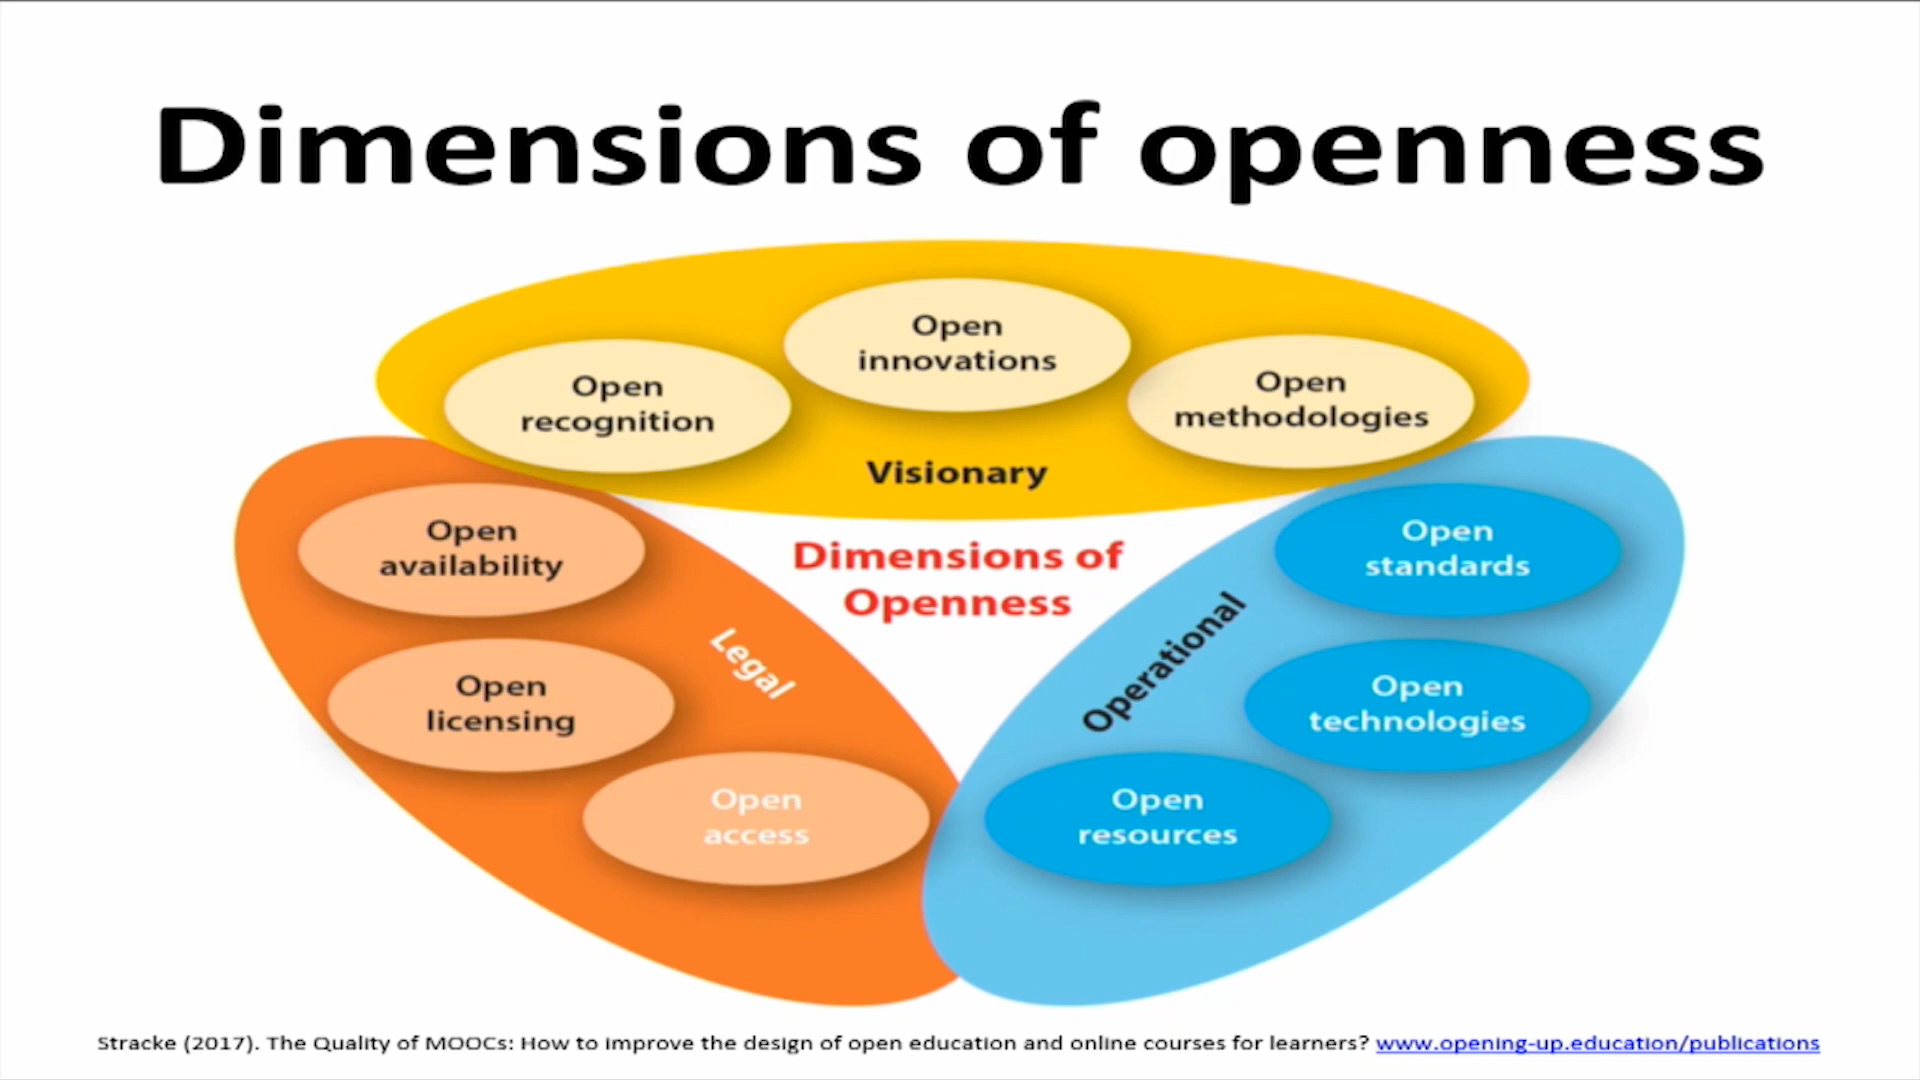 Dimensions of openness
Open
innovations
Open
recognition
Open
methodologies
Visionary
Open
availability
Open
licensing
Open
access
Legal
Dimensions of
Openness
Operational
Open
standards
Open
technologies
Open
resources
Stracke (2017). The Quality of MOOCs: How to improve the design of open education and online courses for learners? www.opening-up.education/publications